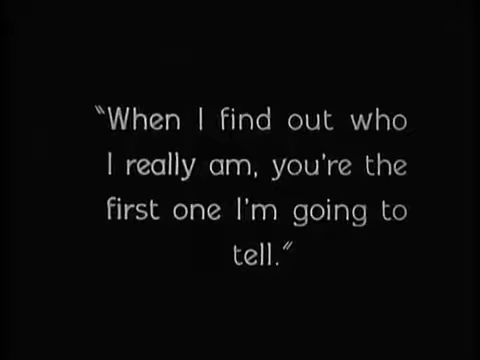 "When I find out who
I really am, you're the
first one I'm going to
tell."